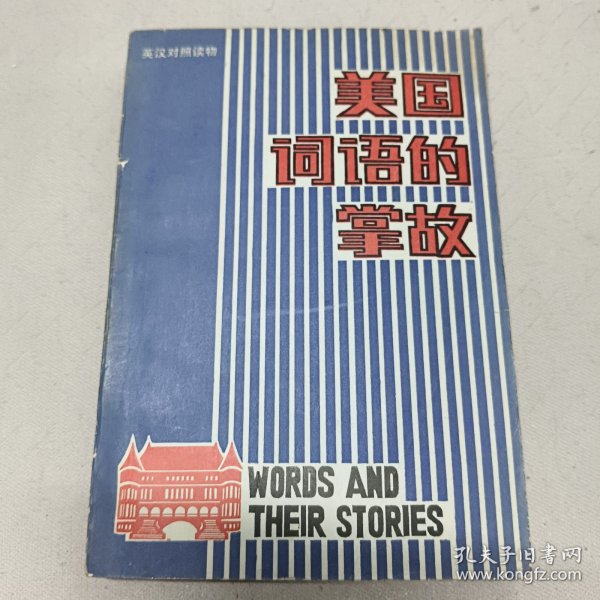 英汉对照读物
美国
词语的
掌故
WORDS AND
THEIR STORIES
孔夫子旧书网
www.kongfz.com